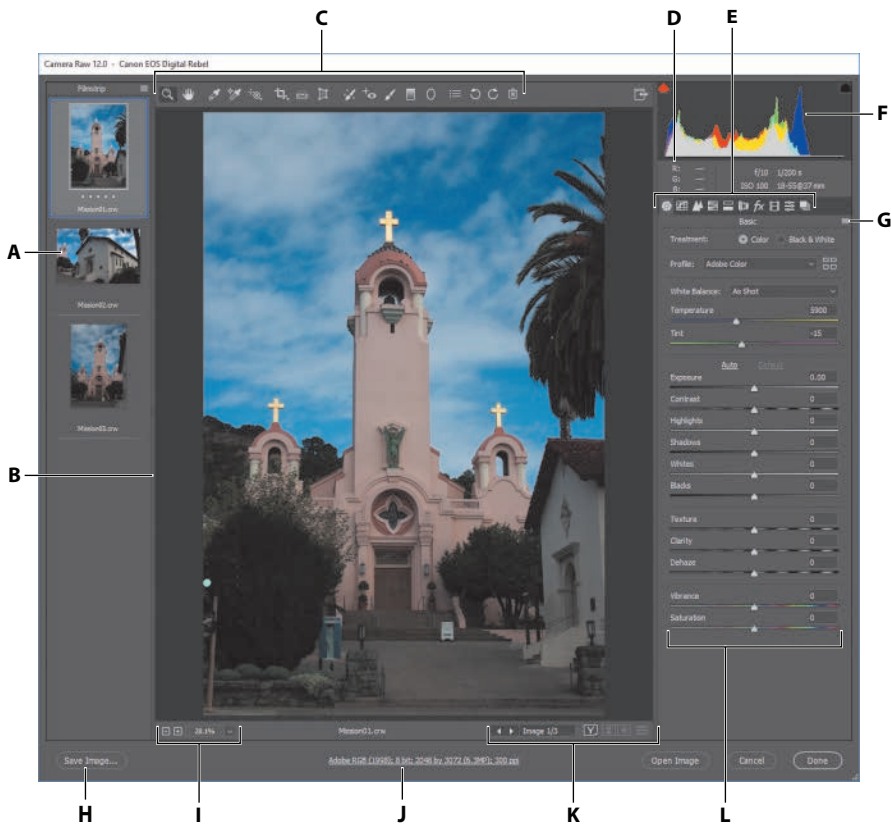 C
D
E
Camera Raw 12.0 - Canon EOS Digital Rebel
Filmstrip
F
R: ---
G: ---
B: ---
f/10 1/200 s
ISO 100 18-55@37 mm
Mission01.crw
G
Basic
A
Treatment: Color Black & White
Profile: Adobe Color
Mission02.crw
White Balance: As Shot
Temperature 5900
Tint -15
Auto Default
Exposure 0.00
Contrast 0
Highlights 0
Mission03.crw
Shadows 0
B
Whites 0
Blacks 0
Texture 0
Clarity 0
Dehaze 0
Vibrance 0
Saturation 0
28.1%
Mission01.crw
Image 1/3
Y
Save Image...
Adobe RGB (1998); 8 bit; 2048 by 3072 (6.3MP); 300 ppi
Open Image
Cancel
Done
H
I
J
K
L